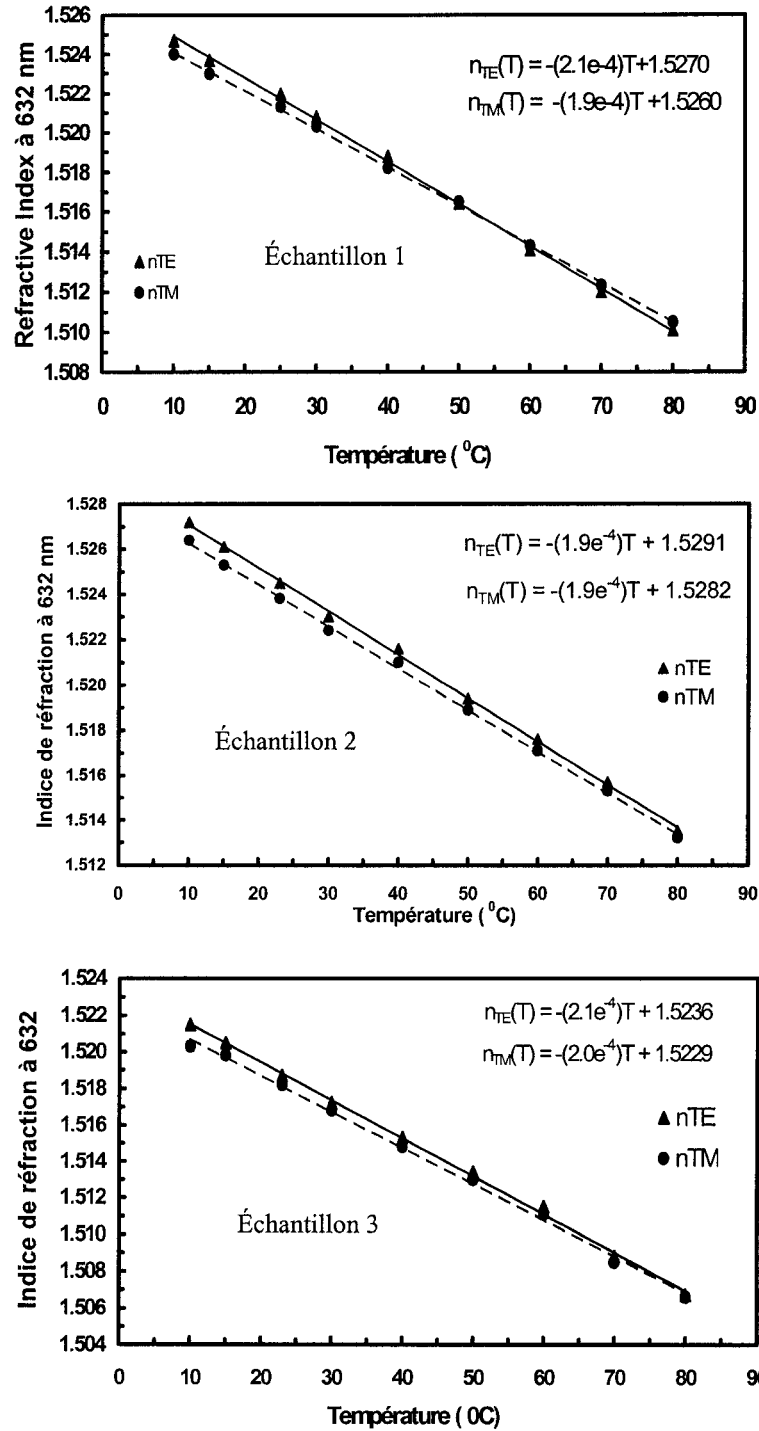 1.526
1.524
1.522
1.520
1.518
1.516
1.514
1.512
1.510
1.508
Refractive Index à 632 nm
n_TE(T) = -(2.1e-4)T+1.5270
n_TM(T) = -(1.9e-4)T +1.5260
Échantillon 1
nTE
nTM
0 10 20 30 40 50 60 70 80 90
Température ( ⁰C)
1.528
1.526
1.524
1.522
1.520
1.518
1.516
1.514
1.512
Indice de réfraction à 632 nm
n_TE(T) = -(1.9e⁻⁴)T + 1.5291
n_TM(T) = -(1.9e⁻⁴)T + 1.5282
nTE
nTM
Échantillon 2
0 10 20 30 40 50 60 70 80 90
Température ( ⁰C)
1.524
1.522
1.520
1.518
1.516
1.514
1.512
1.510
1.508
1.506
1.504
Indice de réfraction à 632
n_TE(T) = -(2.1e⁻⁴)T + 1.5236
n_TM(T) = -(2.0e⁻⁴)T + 1.5229
nTE
nTM
Échantillon 3
0 10 20 30 40 50 60 70 80 90
Température ( 0C)